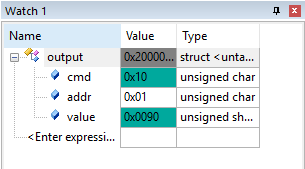 Watch 1
Name Value Type
output 0x20000... struct <unta...
cmd 0x10 unsigned char
addr 0x01 unsigned char
value 0x0090 unsigned sh...
<Enter expressi...